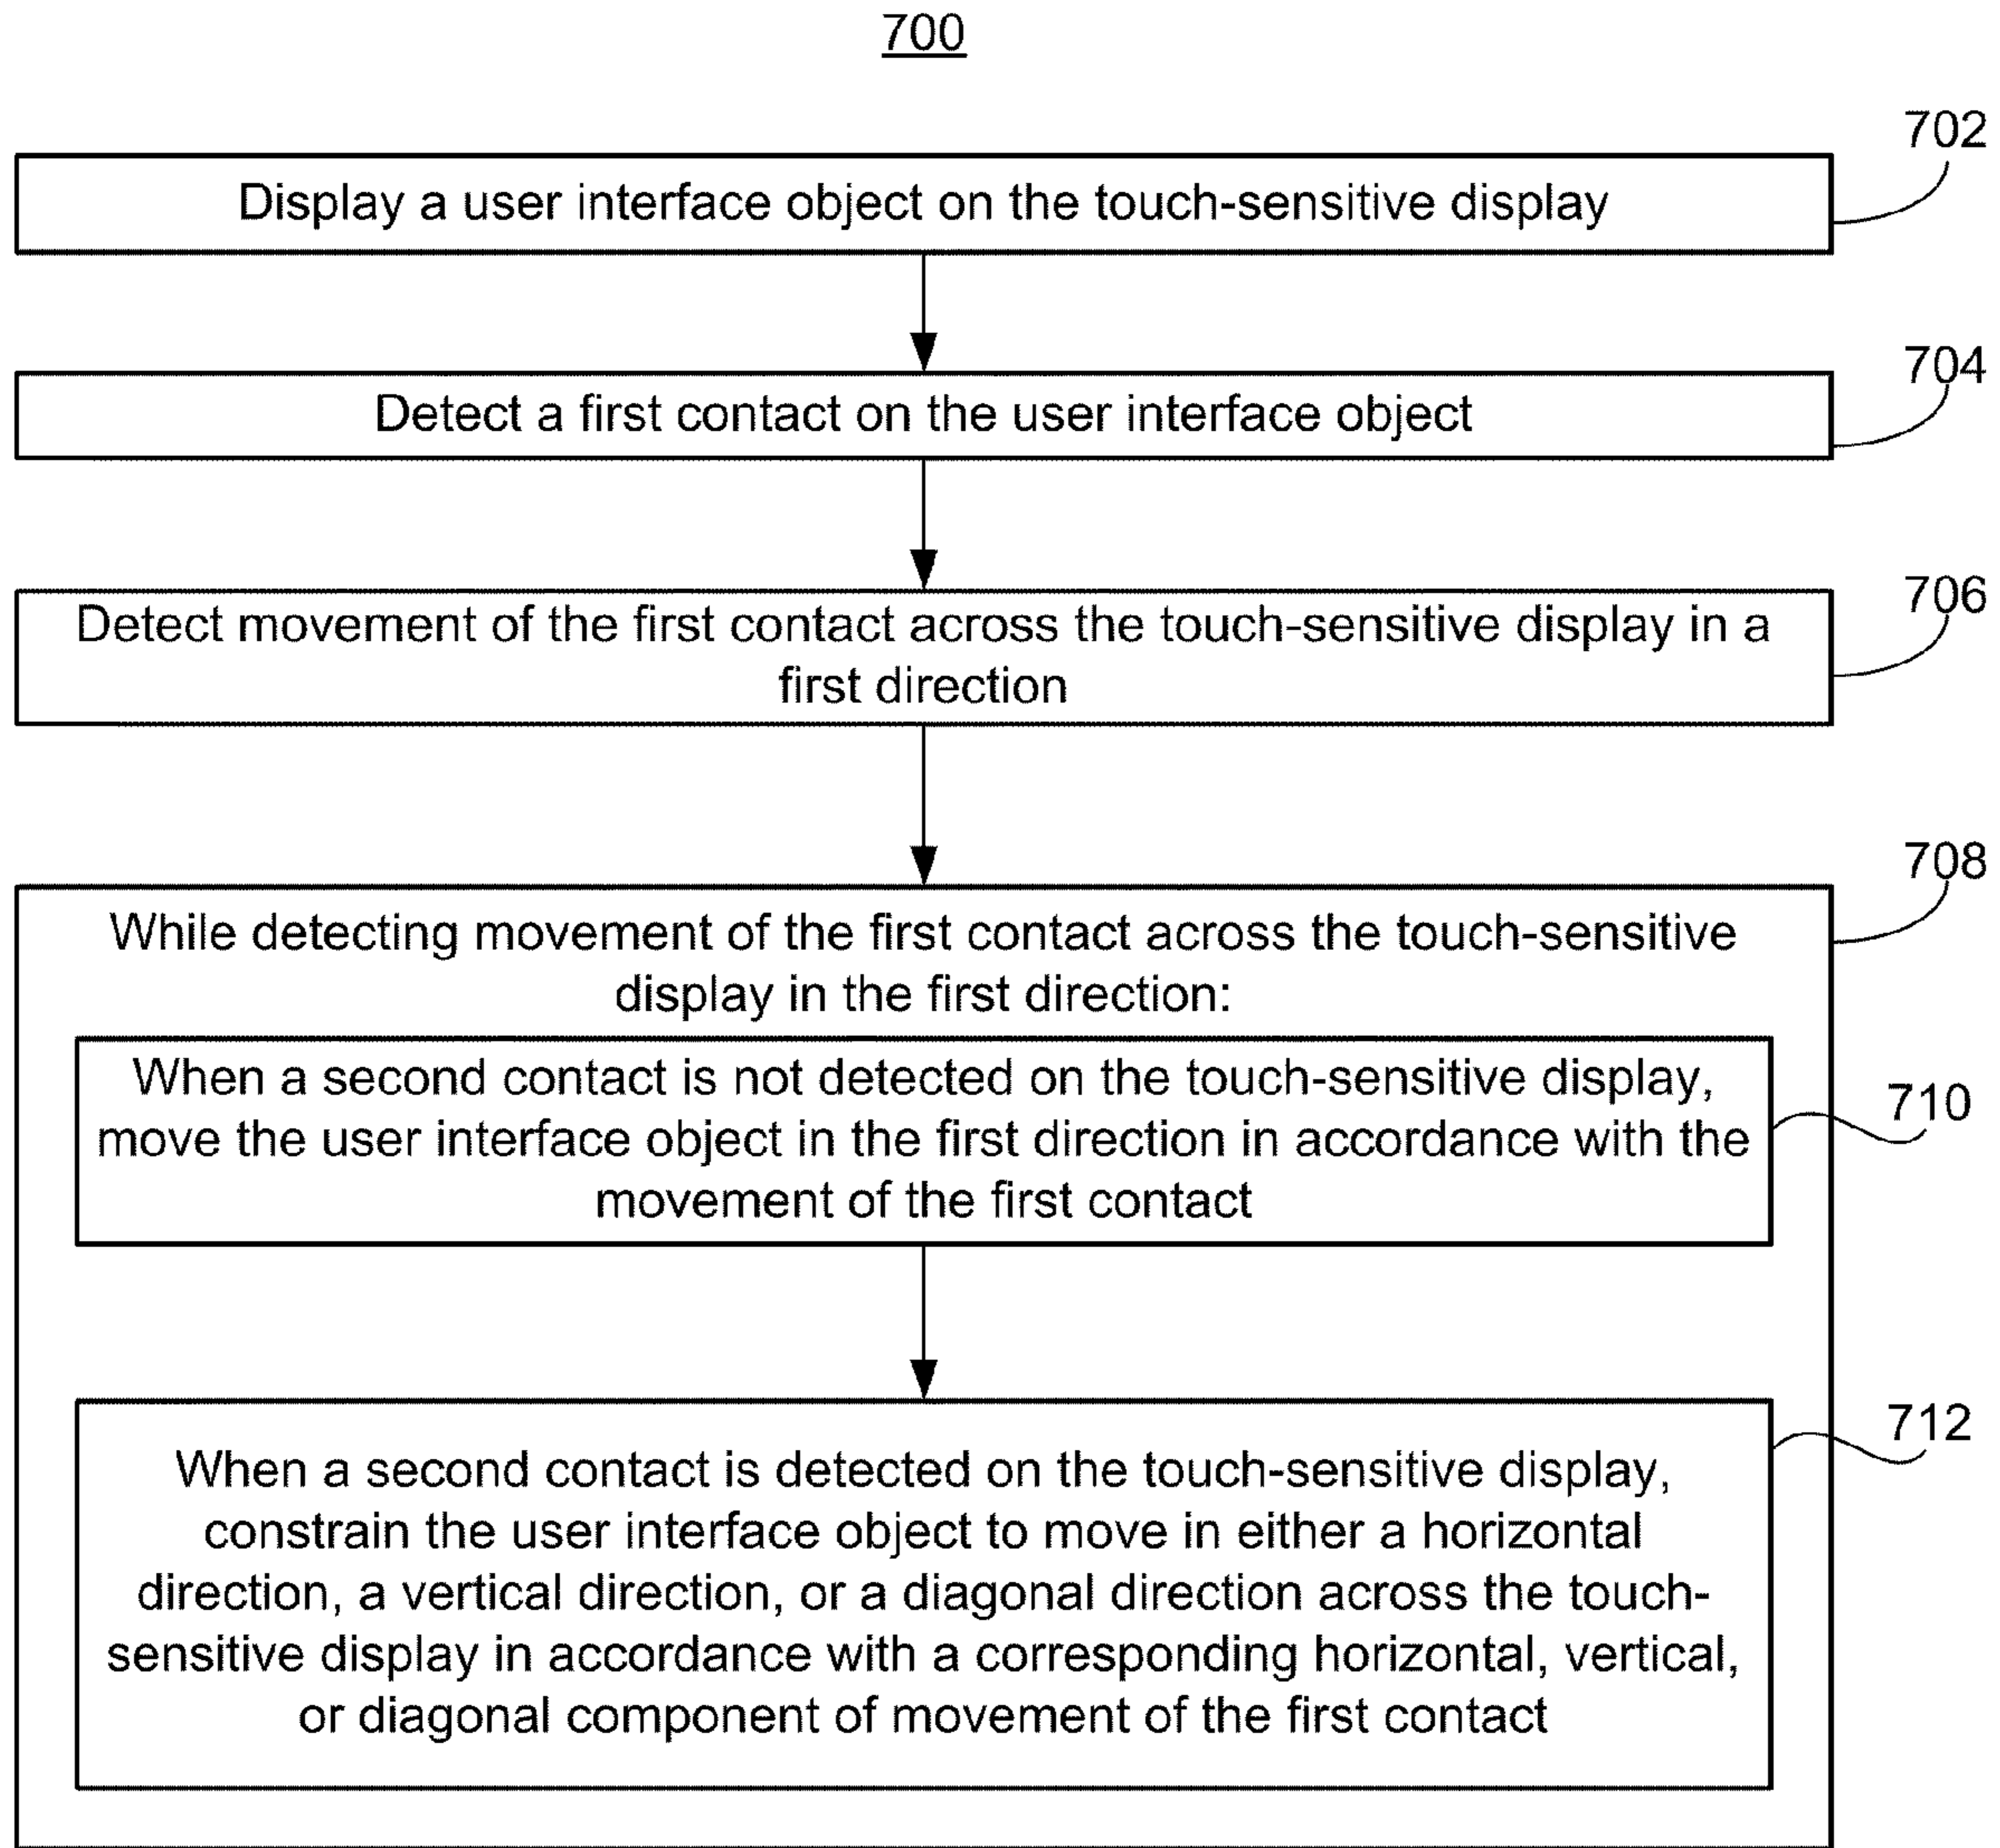 700
702
Display a user interface object on the touch-sensitive display
704
Detect a first contact on the user interface object
706
Detect movement of the first contact across the touch-sensitive display in a
first direction
708
While detecting movement of the first contact across the touch-sensitive
display in the first direction:
710
When a second contact is not detected on the touch-sensitive display,
move the user interface object in the first direction in accordance with the
movement of the first contact
712
When a second contact is detected on the touch-sensitive display,
constrain the user interface object to move in either a horizontal
direction, a vertical direction, or a diagonal direction across the touch-
sensitive display in accordance with a corresponding horizontal, vertical,
or diagonal component of movement of the first contact